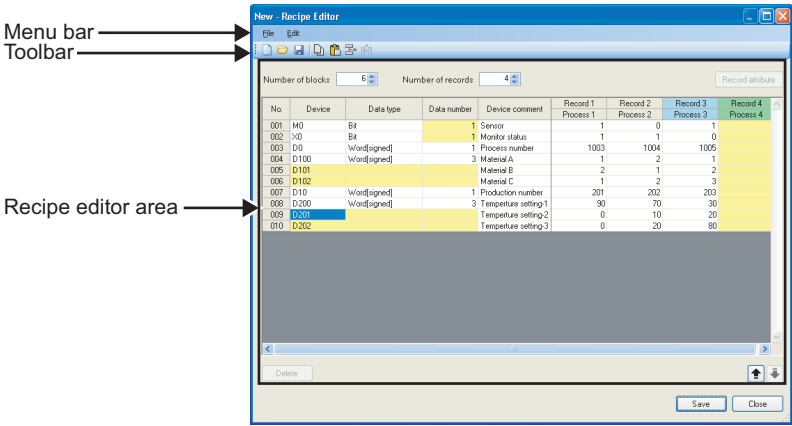 New - Recipe Editor
Menu bar
File Edit
Toolbar
Number of blocks 6 Number of records 4 Record attribute
No. Device Data type Data number Device comment Record 1 Record 2 Record 3 Record 4
Process 1 Process 2 Process 3 Process 4
001 M0 Bit 1 Sensor 1 0 1
002 X0 Bit 1 Monitor status 1 1 0
003 D0 Word[signed] 1 Process number 1003 1004 1005
004 D100 Word[signed] 3 Material A 1 2 1
005 D101 Material B 2 1 2
006 D102 Material C 1 2 3
007 D10 Word[signed] 1 Production number 201 202 203
Recipe editor area
008 D200 Word[signed] 3 Temperture setting-1 90 70 30
009 D201 Temperture setting-2 0 10 20
010 D202 Temperture setting-3 0 20 80
Delete
Save Close